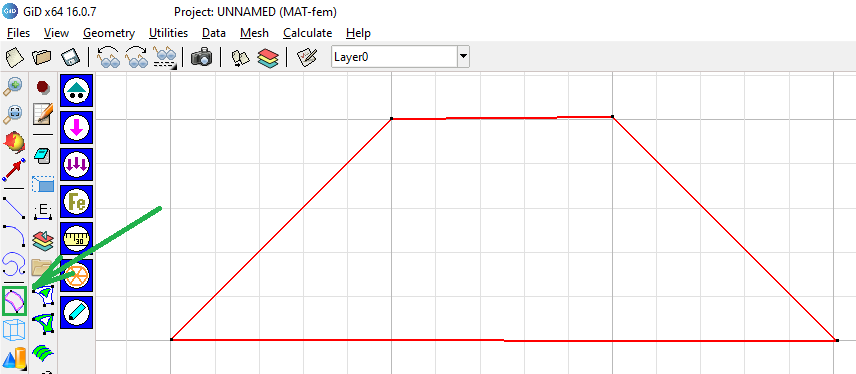 GiD x64 16.0.7 Project: UNNAMED (MAT-fem)
Files View Geometry Utilities Data Mesh Calculate Help
Layer0
E
Fe
30